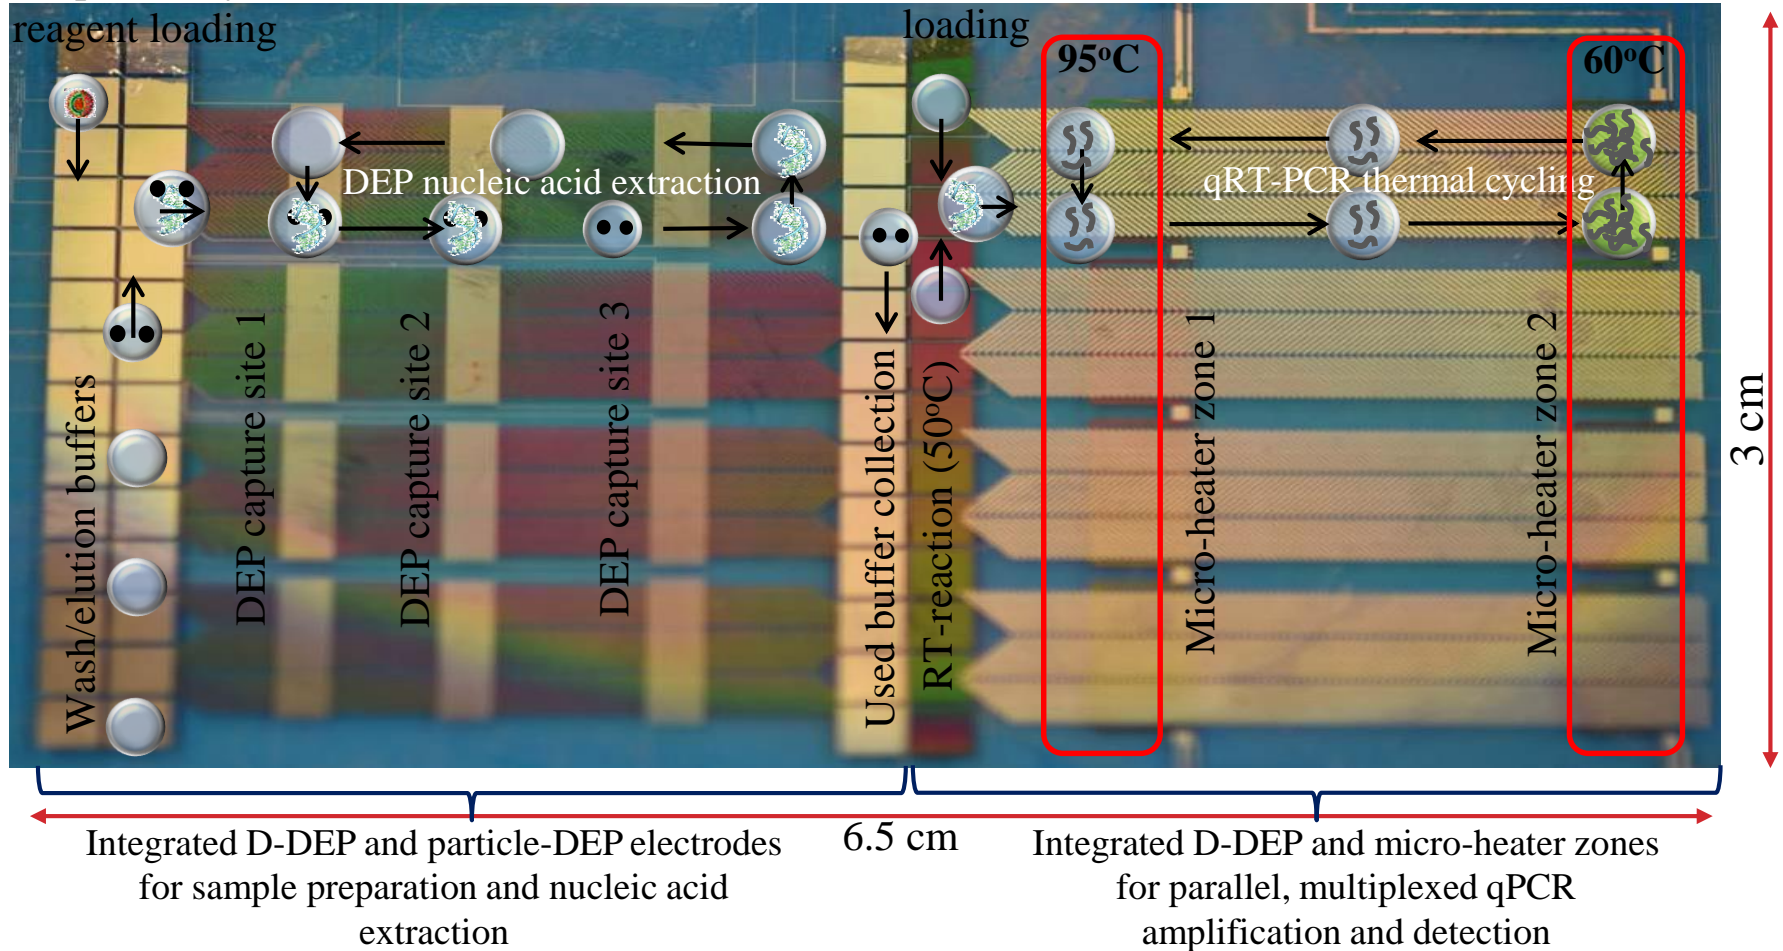 reagent loading
loading
95°C
60°C
DEP nucleic acid extraction
qRT-PCR thermal cycling
Wash/elution buffers
DEP capture site 1
DEP capture site 2
DEP capture site 3
Used buffer collection
RT-reaction (50°C)
Micro-heater zone 1
Micro-heater zone 2
3 cm
6.5 cm
Integrated D-DEP and particle-DEP electrodes
for sample preparation and nucleic acid
extraction
Integrated D-DEP and micro-heater zones
for parallel, multiplexed qPCR
amplification and detection